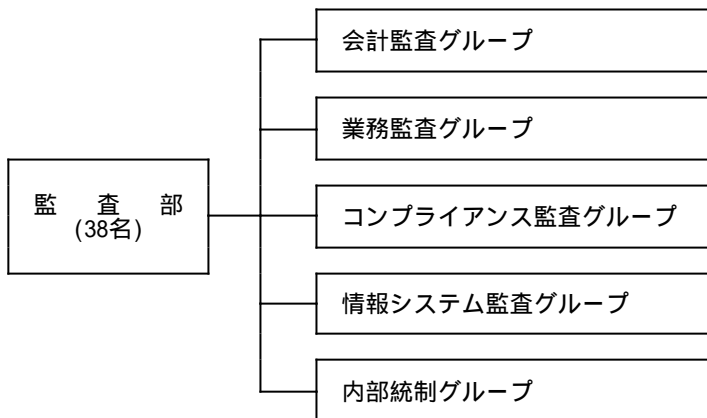 会計監査グループ
業務監査グループ
監査部
(38名)
コンプライアンス監査グループ
情報システム監査グループ
内部統制グループ